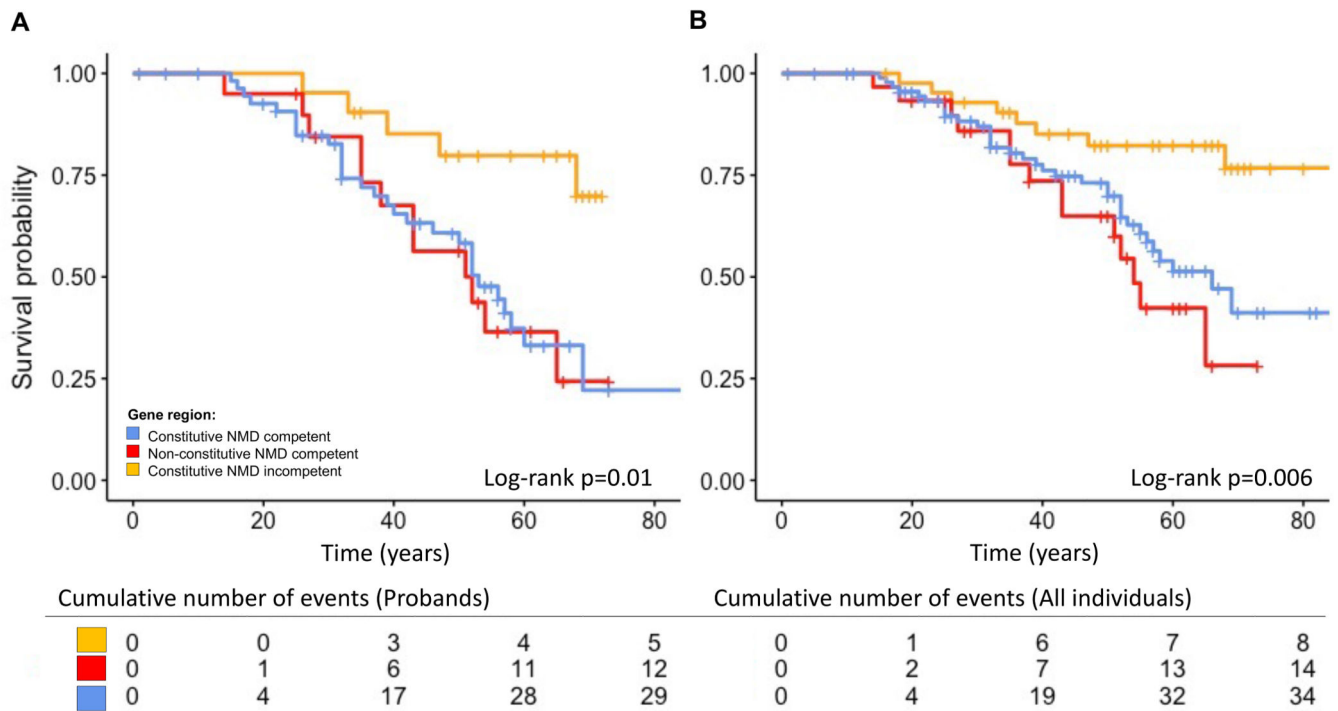 A
B
Survival probability
1.00
0.75
0.50
0.25
0.00
Gene region:
Constitutive NMD competent
Non-constitutive NMD competent
Constitutive NMD incompetent
Log-rank p=0.01
0 20 40 60 80
Time (years)
1.00
0.75
0.50
0.25
0.00
Log-rank p=0.006
0 20 40 60 80
Time (years)
Cumulative number of events (Probands)
Cumulative number of events (All individuals)
0 0 3 4 5 0 1 6 7 8
0 1 6 11 12 0 2 7 13 14
0 4 17 28 29 0 4 19 32 34